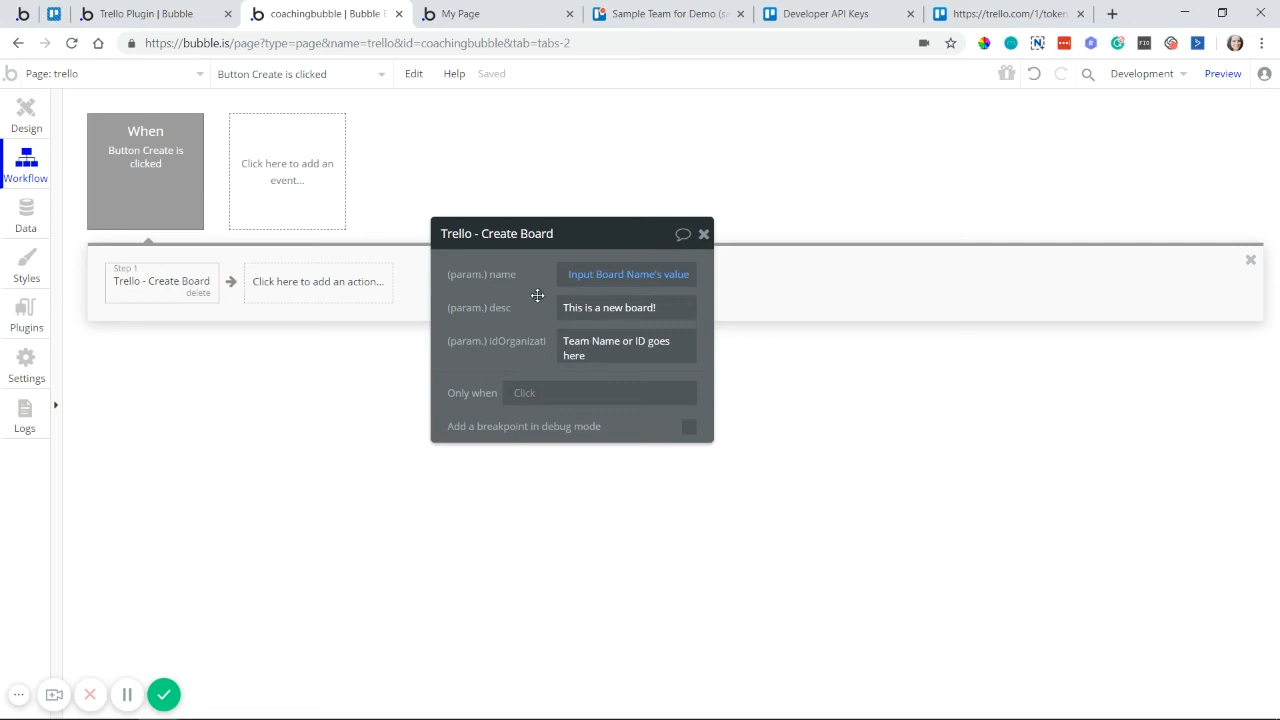 Trello Plugin | Bubble
coachingbubble | Bubble E
My Page
Sample Team for Demo (sa
Developer API Keys
https://trello.com/1/token
https://bubble.is/page?type=page&name=trello&id=coachingbubble&tab=tabs-2
Page: trello
Button Create is clicked
Edit
Help
Saved
Development
Preview
Design
Workflow
Data
Styles
Plugins
Settings
Logs
When
Button Create is
clicked
Click here to add an
event...
Step 1
Trello - Create Board
delete
Click here to add an action...
Trello - Create Board
(param.) name
Input Board Name's value
(param.) desc
This is a new board!
(param.) idOrganizati
Team Name or ID goes
here
Only when
Click
Add a breakpoint in debug mode